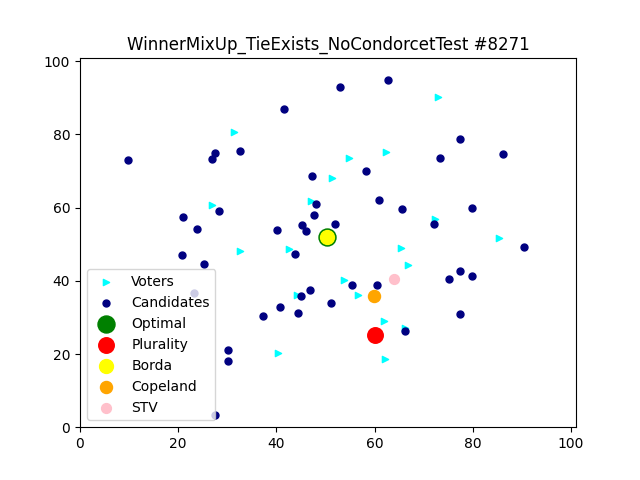 WinnerMixUp_TieExists_NoCondorcetTest #8271
100
80
60
40
20
0
Voters
Candidates
Optimal
Plurality
Borda
Copeland
STV
0 20 40 60 80 100